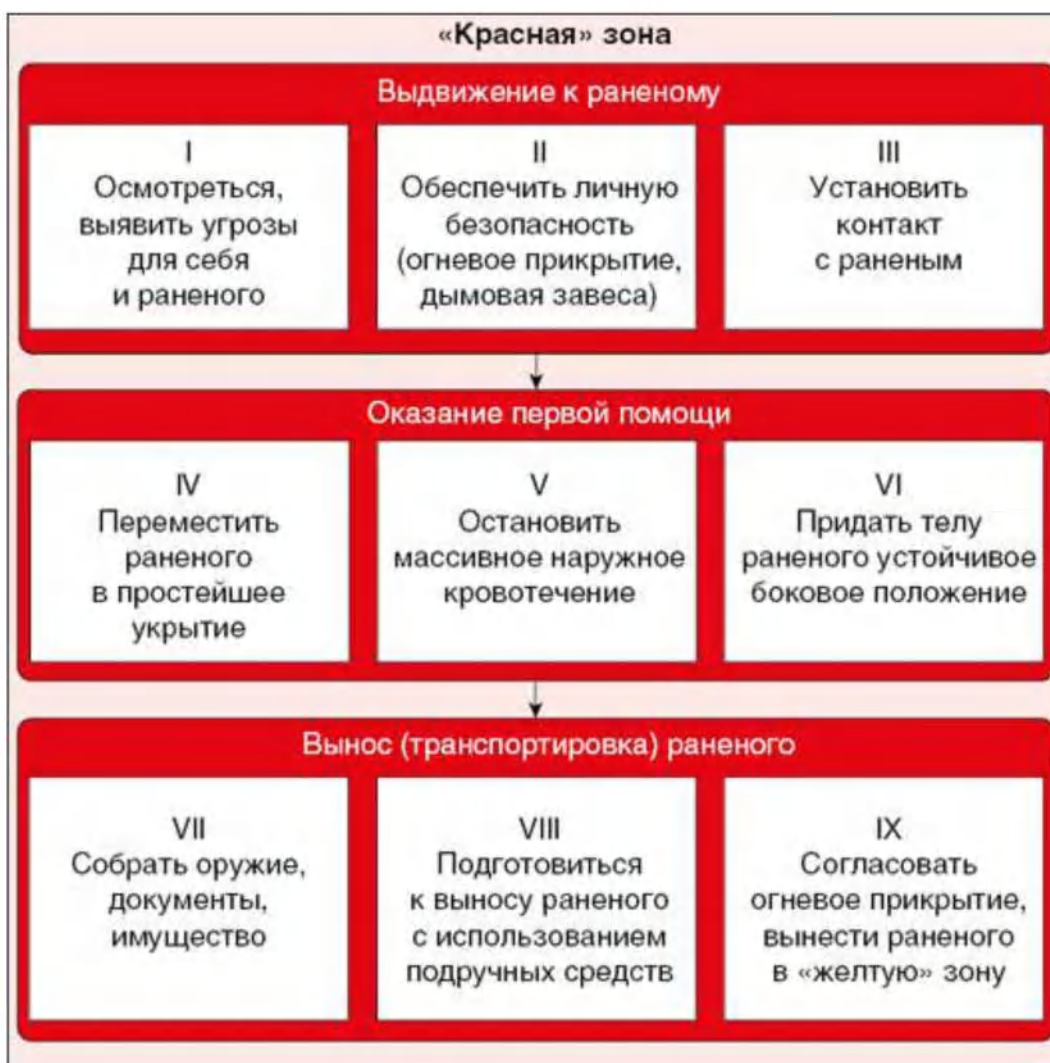 «Красная» зона
Выдвижение к раненому
I
Осмотреться,
выявить угрозы
для себя
и раненого
II
Обеспечить личную
безопасность
(огневое прикрытие,
дымовая завеса)
III
Установить
контакт
с раненым
Оказание первой помощи
IV
Переместить
раненого
в простейшее
укрытие
V
Остановить
массивное наружное
кровотечение
VI
Придать телу
раненого устойчивое
боковое положение
Вынос (транспортировка) раненого
VII
Собрать оружие,
документы,
имущество
VIII
Подготовиться
к выносу раненого
с использованием
подручных средств
IX
Согласовать
огневое прикрытие,
вынести раненого
в «желтую» зону